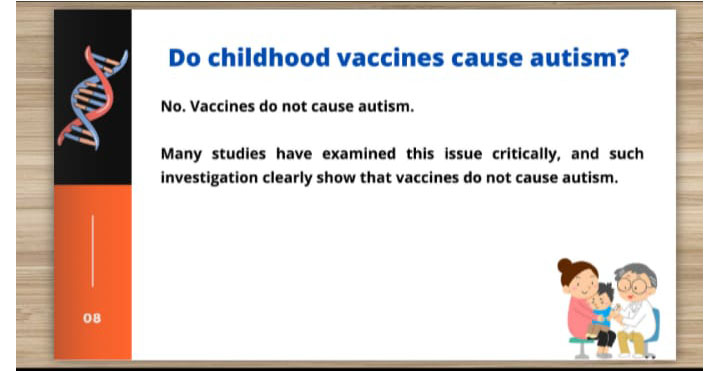 Do childhood vaccines cause autism?
No. Vaccines do not cause autism.
Many studies have examined this issue critically, and such
investigation clearly show that vaccines do not cause autism.
08